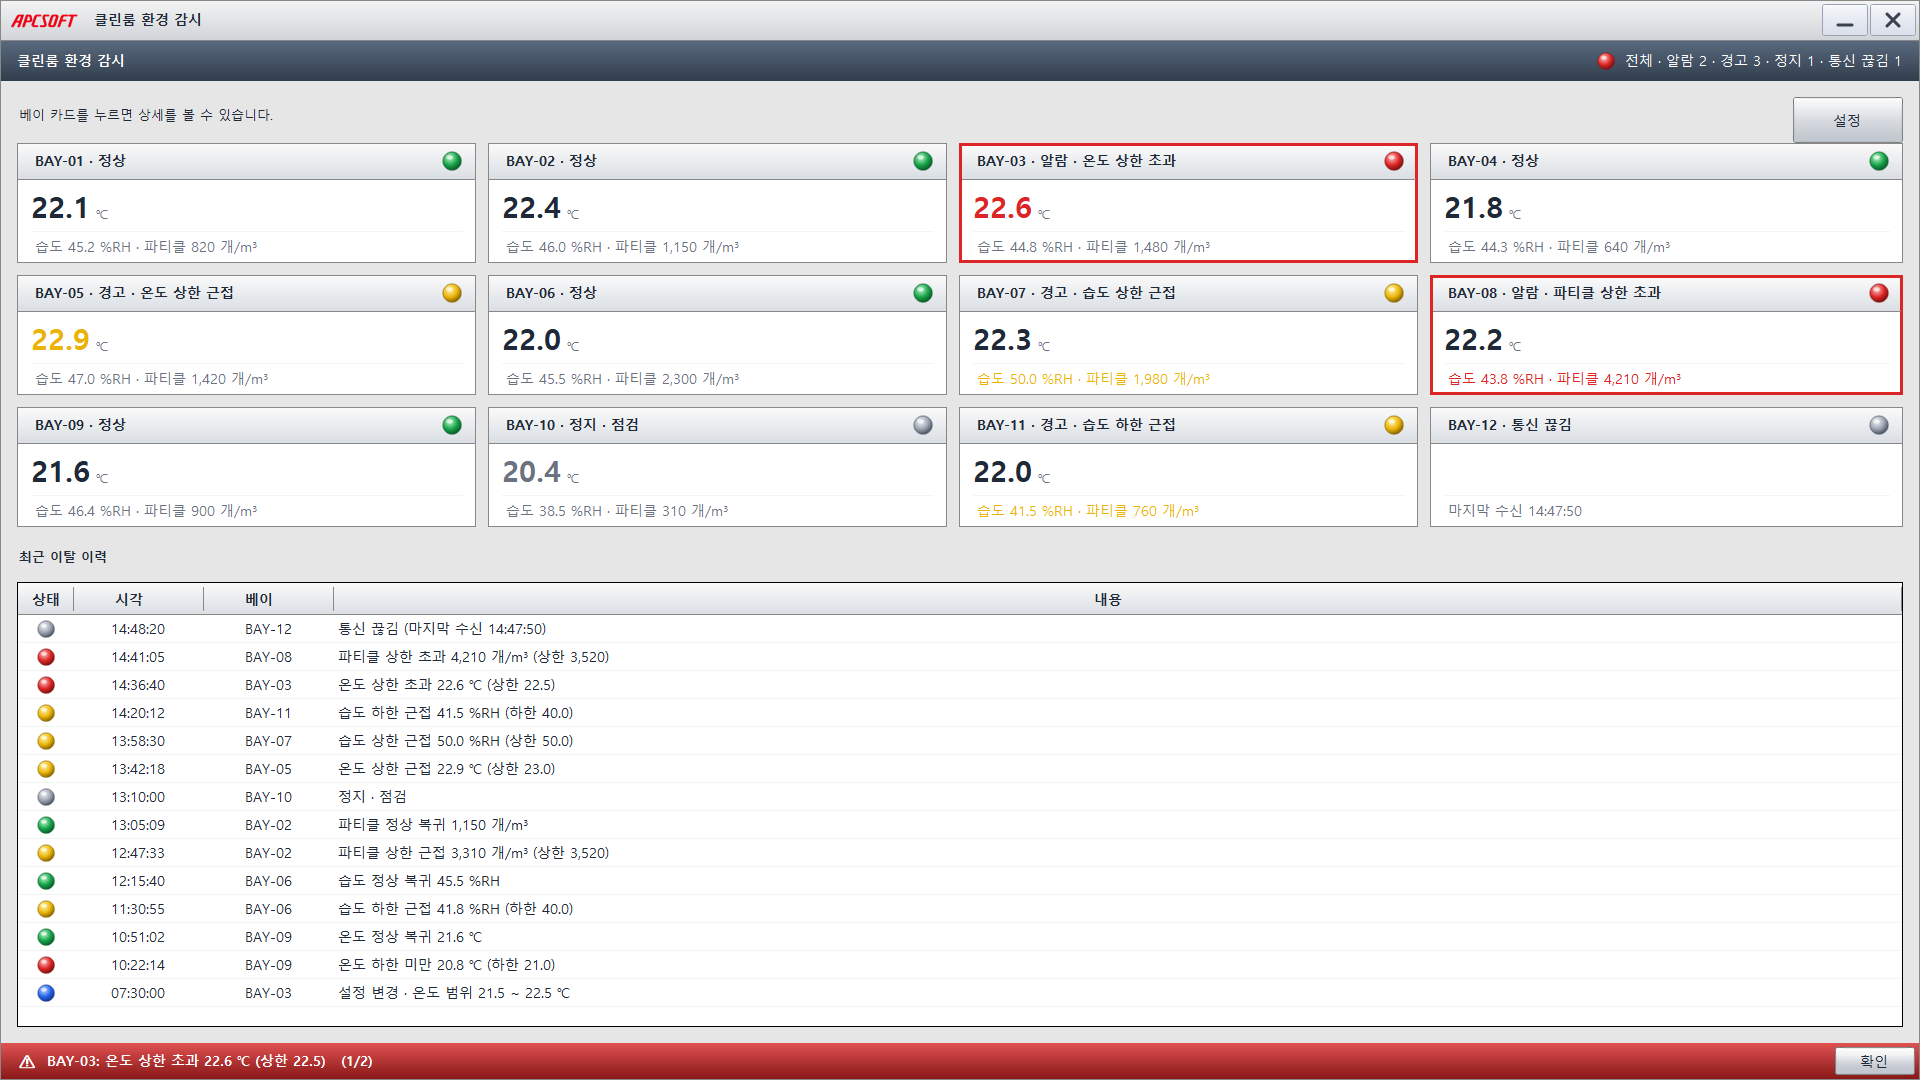 APCSOFT 클린룸 환경 감시
클린룸 환경 감시
전체 · 알람 2 · 경고 3 · 정지 1 · 통신 끊김 1
베이 카드를 누르면 상세를 볼 수 있습니다.
설정
BAY-01 · 정상
22.1 ℃
습도 45.2 %RH · 파티클 820 개/m³
BAY-02 · 정상
22.4 ℃
습도 46.0 %RH · 파티클 1,150 개/m³
BAY-03 · 알람 · 온도 상한 초과
22.6 ℃
습도 44.8 %RH · 파티클 1,480 개/m³
BAY-04 · 정상
21.8 ℃
습도 44.3 %RH · 파티클 640 개/m³
BAY-05 · 경고 · 온도 상한 근접
22.9 ℃
습도 47.0 %RH · 파티클 1,420 개/m³
BAY-06 · 정상
22.0 ℃
습도 45.5 %RH · 파티클 2,300 개/m³
BAY-07 · 경고 · 습도 상한 근접
22.3 ℃
습도 50.0 %RH · 파티클 1,980 개/m³
BAY-08 · 알람 · 파티클 상한 초과
22.2 ℃
습도 43.8 %RH · 파티클 4,210 개/m³
BAY-09 · 정상
21.6 ℃
습도 46.4 %RH · 파티클 900 개/m³
BAY-10 · 정지 · 점검
20.4 ℃
습도 38.5 %RH · 파티클 310 개/m³
BAY-11 · 경고 · 습도 하한 근접
22.0 ℃
습도 41.5 %RH · 파티클 760 개/m³
BAY-12 · 통신 끊김
마지막 수신 14:47:50
최근 이탈 이력
상태 시각 베이 내용
14:48:20 BAY-12 통신 끊김 (마지막 수신 14:47:50)
14:41:05 BAY-08 파티클 상한 초과 4,210 개/m³ (상한 3,520)
14:36:40 BAY-03 온도 상한 초과 22.6 ℃ (상한 22.5)
14:20:12 BAY-11 습도 하한 근접 41.5 %RH (하한 40.0)
13:58:30 BAY-07 습도 상한 근접 50.0 %RH (상한 50.0)
13:42:18 BAY-05 온도 상한 근접 22.9 ℃ (상한 23.0)
13:10:00 BAY-10 정지 · 점검
13:05:09 BAY-02 파티클 정상 복귀 1,150 개/m³
12:47:33 BAY-02 파티클 상한 근접 3,310 개/m³ (상한 3,520)
12:15:40 BAY-06 습도 정상 복귀 45.5 %RH
11:30:55 BAY-06 습도 하한 근접 41.8 %RH (하한 40.0)
10:51:02 BAY-09 온도 정상 복귀 21.6 ℃
10:22:14 BAY-09 온도 하한 미만 20.8 ℃ (하한 21.0)
07:30:00 BAY-03 설정 변경 · 온도 범위 21.5 ~ 22.5 ℃
BAY-03: 온도 상한 초과 22.6 ℃ (상한 22.5) (1/2)
확인